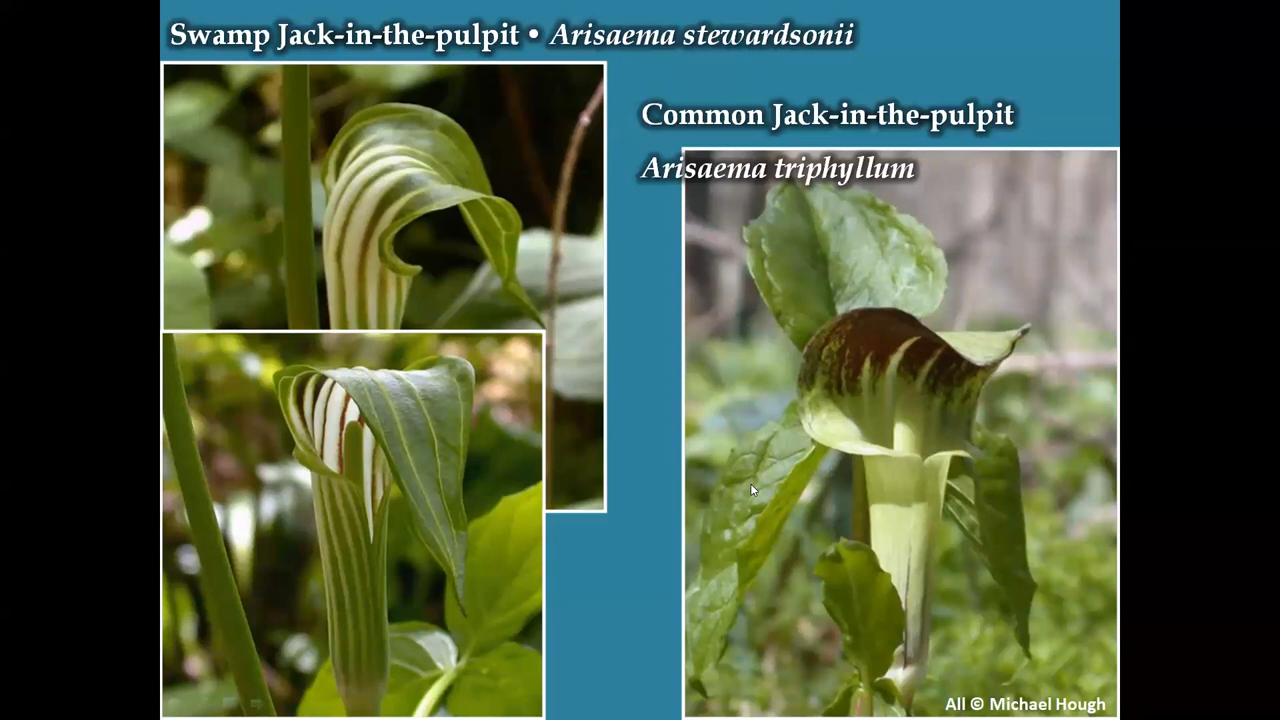 Swamp Jack-in-the-pulpit • Arisaema stewardsonii
Common Jack-in-the-pulpit
Arisaema triphyllum
All © Michael Hough